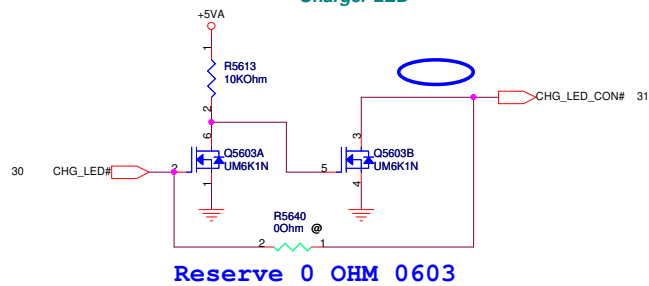 Charger LED
+5VA
1
R5613
10KOhm
2
6
Q5603A
UM6K1N
2
1
3
Q5603B
UM6K1N
5
4
30 CHG_LED#
CHG_LED_CON# 31
R5640
0Ohm @
2 1
Reserve 0 OHM 0603